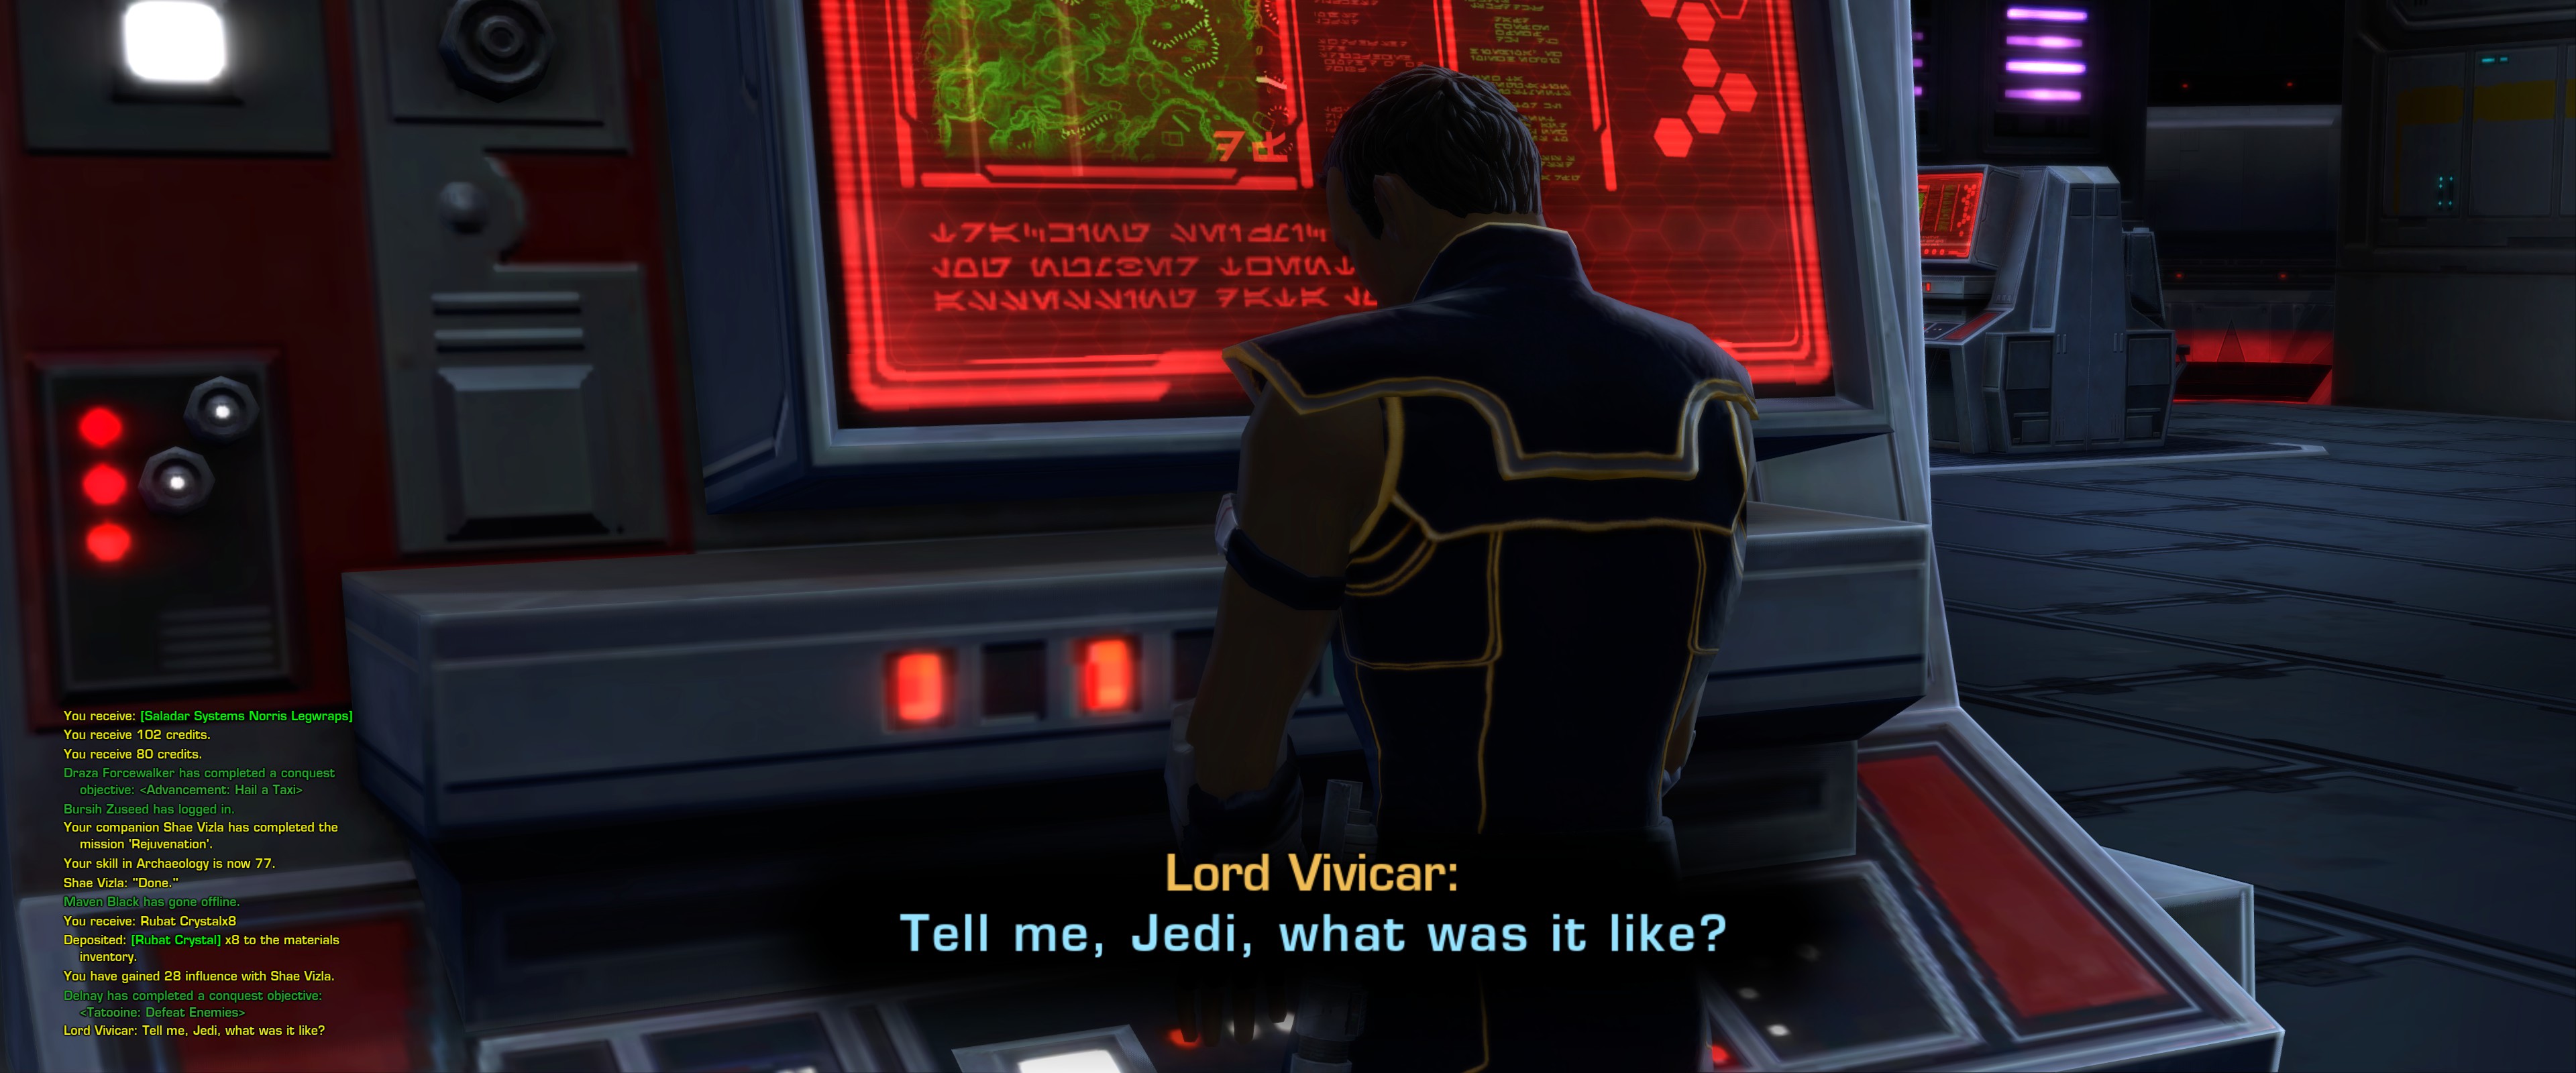 You receive: [Saladar Systems Norris Legwraps]
You receive 102 credits.
You receive 80 credits.
Draza Forcewalker has completed a conquest
objective: <Advancement: Hail a Taxi>
Bursih Zuseed has logged in.
Your companion Shae Vizla has completed the
mission 'Rejuvenation'.
Your skill in Archaeology is now 77.
Shae Vizla: "Done."
Maven Black has gone offline.
You receive: Rubat Crystalx8
Deposited: [Rubat Crystal] x8 to the materials
inventory.
You have gained 28 influence with Shae Vizla.
Delnay has completed a conquest objective:
<Tatooine: Defeat Enemies>
Lord Vivicar: Tell me, Jedi, what was it like?
Lord Vivicar:
Tell me, Jedi, what was it like?